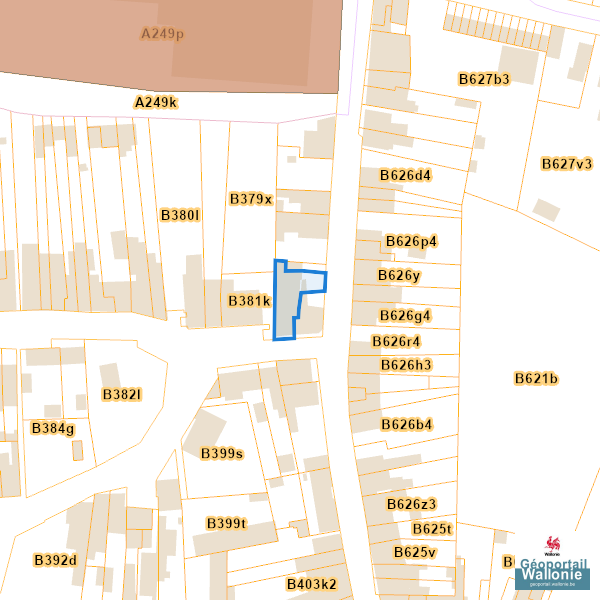 A249p
B627b3
A249k
B627v3
B626d4
B379x
B380l
B626p4
B626y
B381k
B626g4
B626r4
B626h3
B621b
B382l
B384g
B626b4
B399s
B626z3
B399t
B625t
B625v
B392d
B403k2
Wallonie
Géoportail
Wallonie
geoportail.wallonie.be